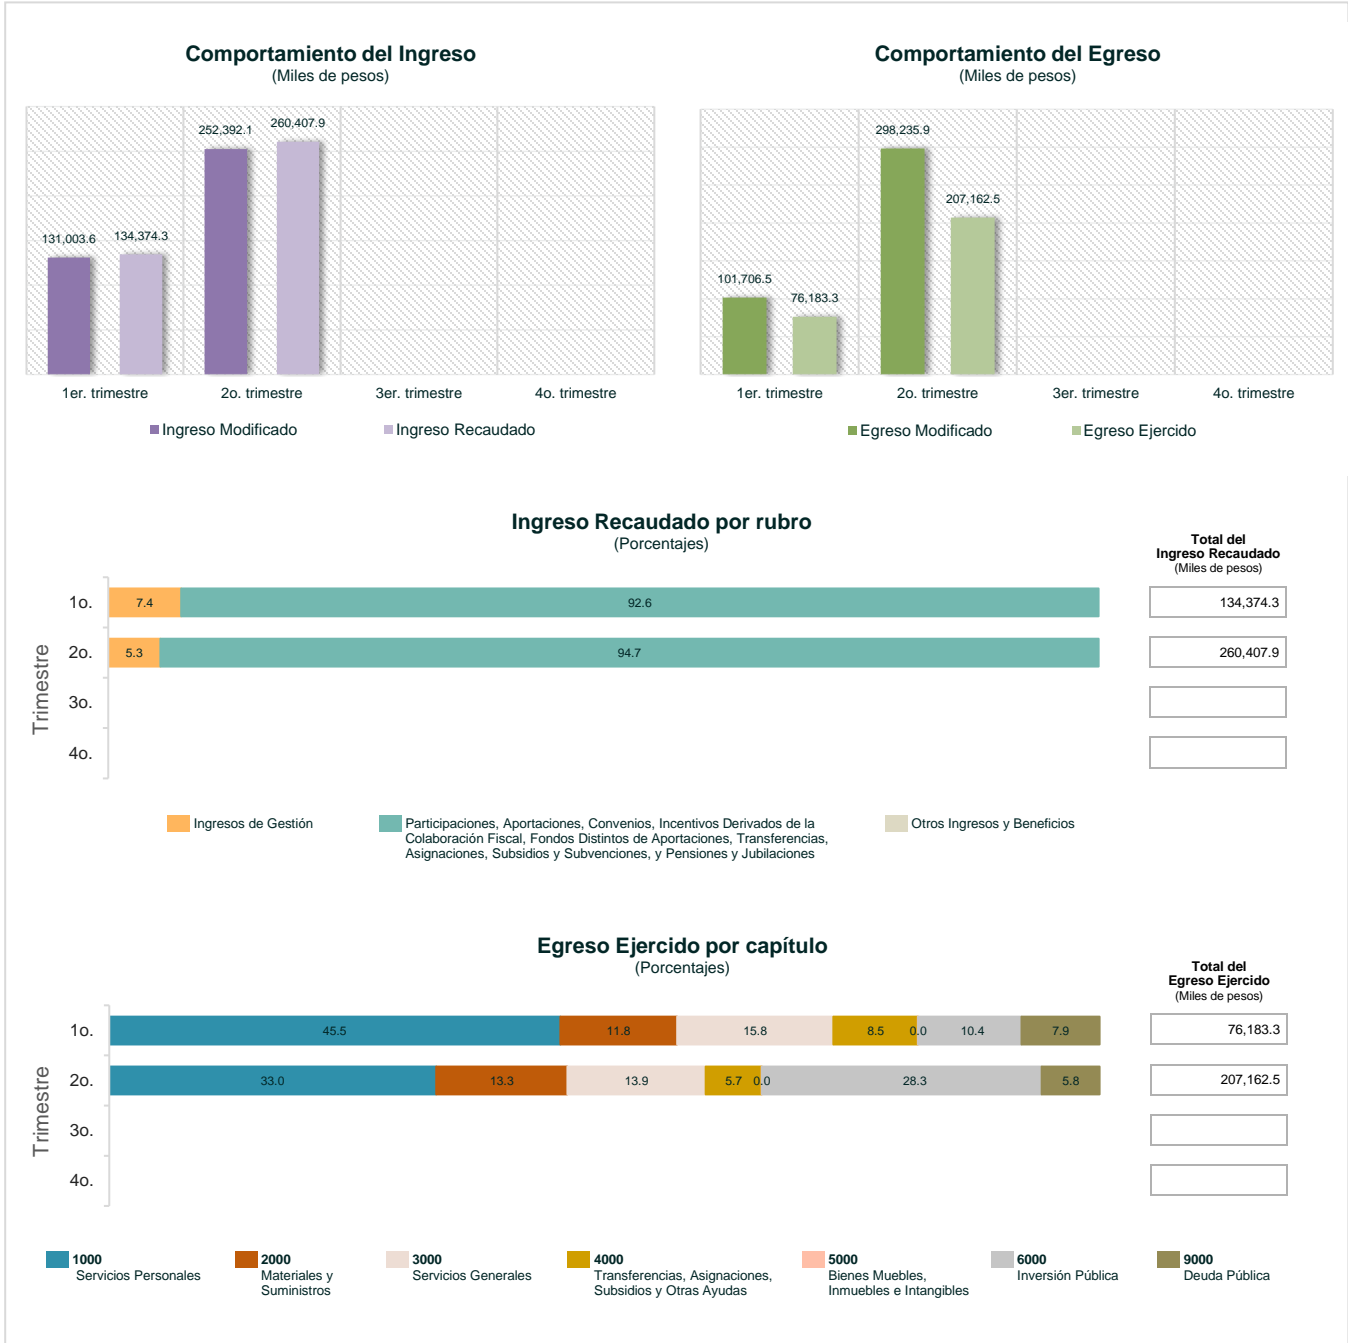 Comportamiento del Ingreso
(Miles de pesos)
252,392.1
260,407.9
131,003.6
134,374.3
1er. trimestre
2o. trimestre
3er. trimestre
4o. trimestre
Ingreso Modificado
Ingreso Recaudado
Comportamiento del Egreso
(Miles de pesos)
298,235.9
207,162.5
101,706.5
76,183.3
1er. trimestre
2o. trimestre
3er. trimestre
4o. trimestre
Egreso Modificado
Egreso Ejercido
Ingreso Recaudado por rubro
(Porcentajes)
Total del
Ingreso Recaudado
(Miles de pesos)
Trimestre
1o.
7.4
92.6
134,374.3
2o.
5.3
94.7
260,407.9
3o.
4o.
Ingresos de Gestión
Participaciones, Aportaciones, Convenios, Incentivos Derivados de la
Colaboración Fiscal, Fondos Distintos de Aportaciones, Transferencias,
Asignaciones, Subsidios y Subvenciones, y Pensiones y Jubilaciones
Otros Ingresos y Beneficios
Egreso Ejercido por capítulo
(Porcentajes)
Total del
Egreso Ejercido
(Miles de pesos)
Trimestre
1o.
45.5
11.8
15.8
8.5
0.0
10.4
7.9
76,183.3
2o.
33.0
13.3
13.9
5.7
0.0
28.3
5.8
207,162.5
3o.
4o.
1000
Servicios Personales
2000
Materiales y
Suministros
3000
Servicios Generales
4000
Transferencias, Asignaciones,
Subsidios y Otras Ayudas
5000
Bienes Muebles,
Inmuebles e Intangibles
6000
Inversión Pública
9000
Deuda Pública